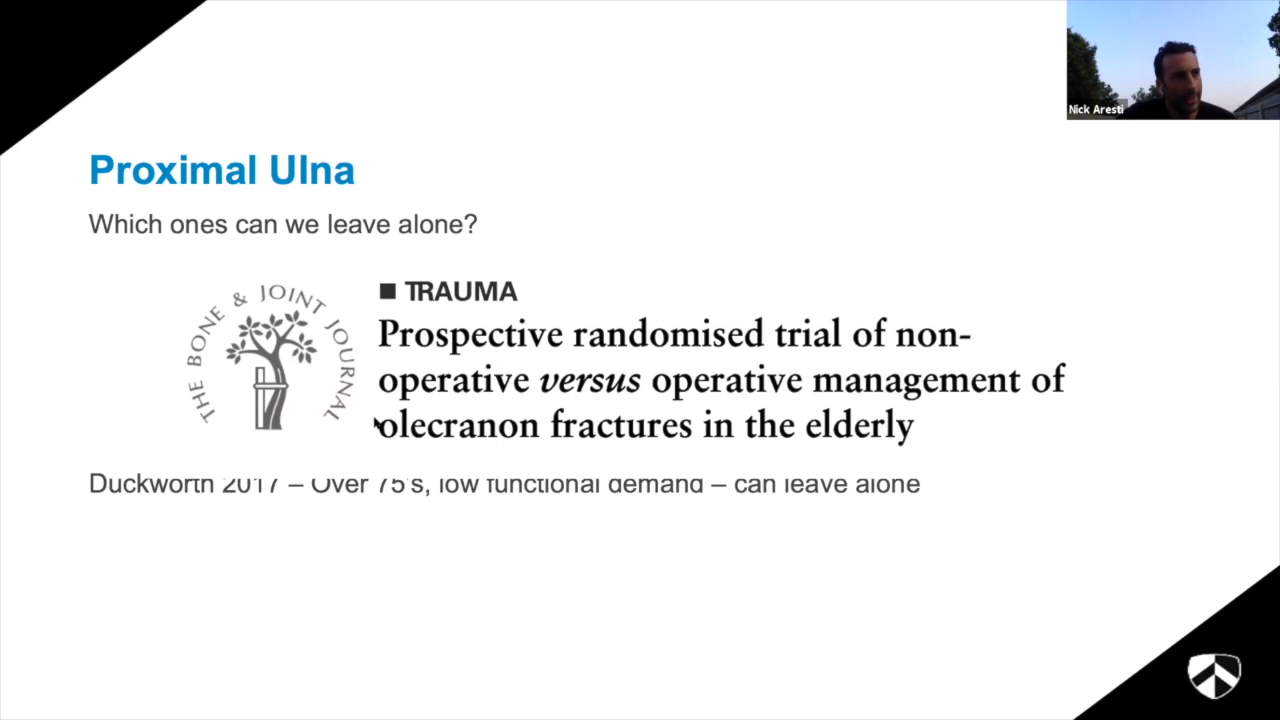 Nick Aresti
Proximal Ulna
Which ones can we leave alone?
THE BONE & JOINT JOURNAL
■ TRAUMA
Prospective randomised trial of non-
operative versus operative management of
olecranon fractures in the elderly
Duckworth 2017 – Over 75's, low functional demand – can leave alone